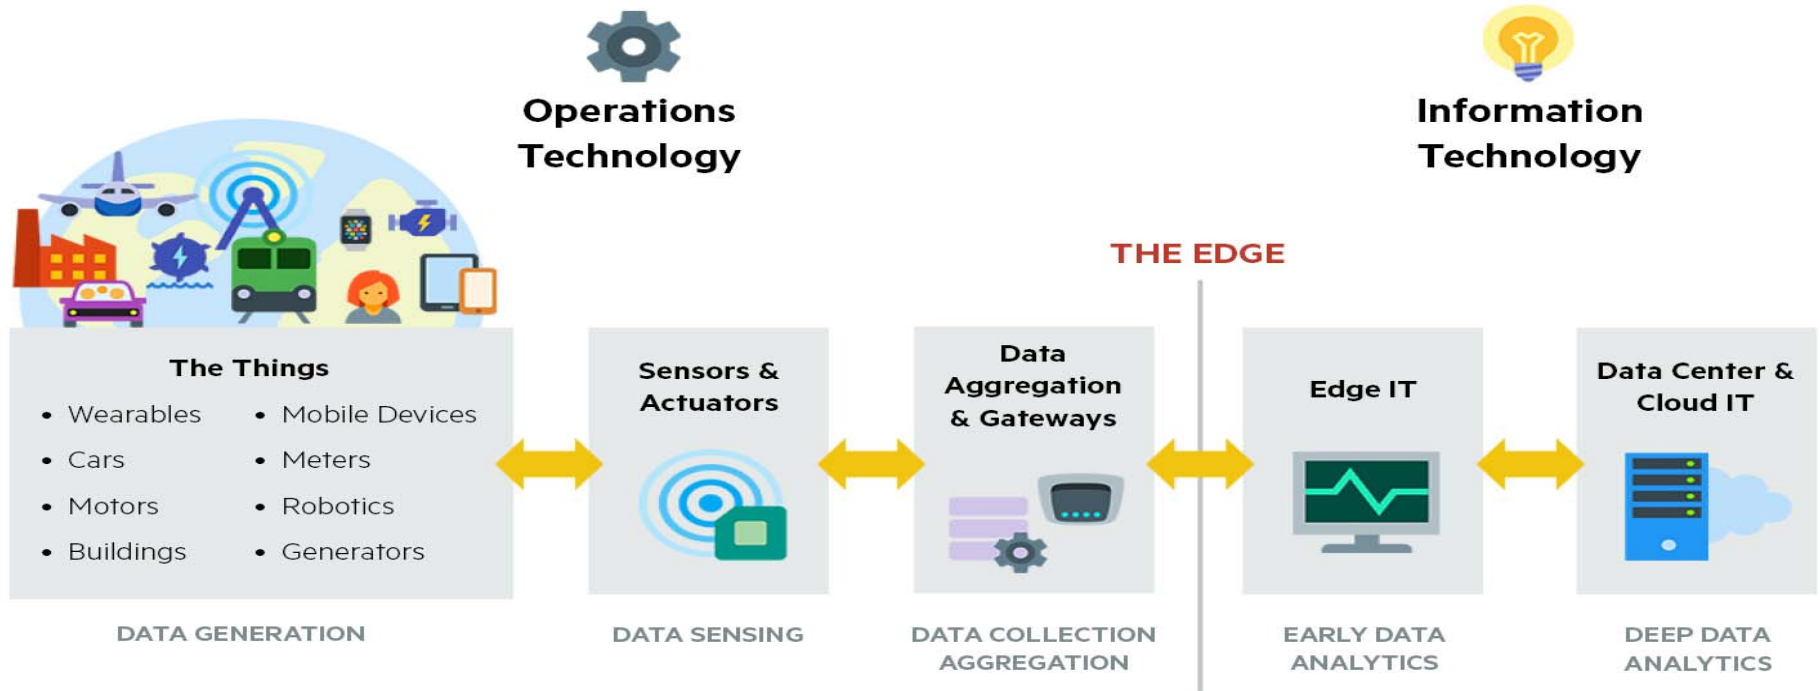 Operations
Technology
Information
Technology
THE EDGE
The Things
• Wearables
• Cars
• Motors
• Buildings
• Mobile Devices
• Meters
• Robotics
• Generators
Sensors &
Actuators
Data
Aggregation
& Gateways
Edge IT
Data Center &
Cloud IT
DATA GENERATION
DATA SENSING
DATA COLLECTION
AGGREGATION
EARLY DATA
ANALYTICS
DEEP DATA
ANALYTICS